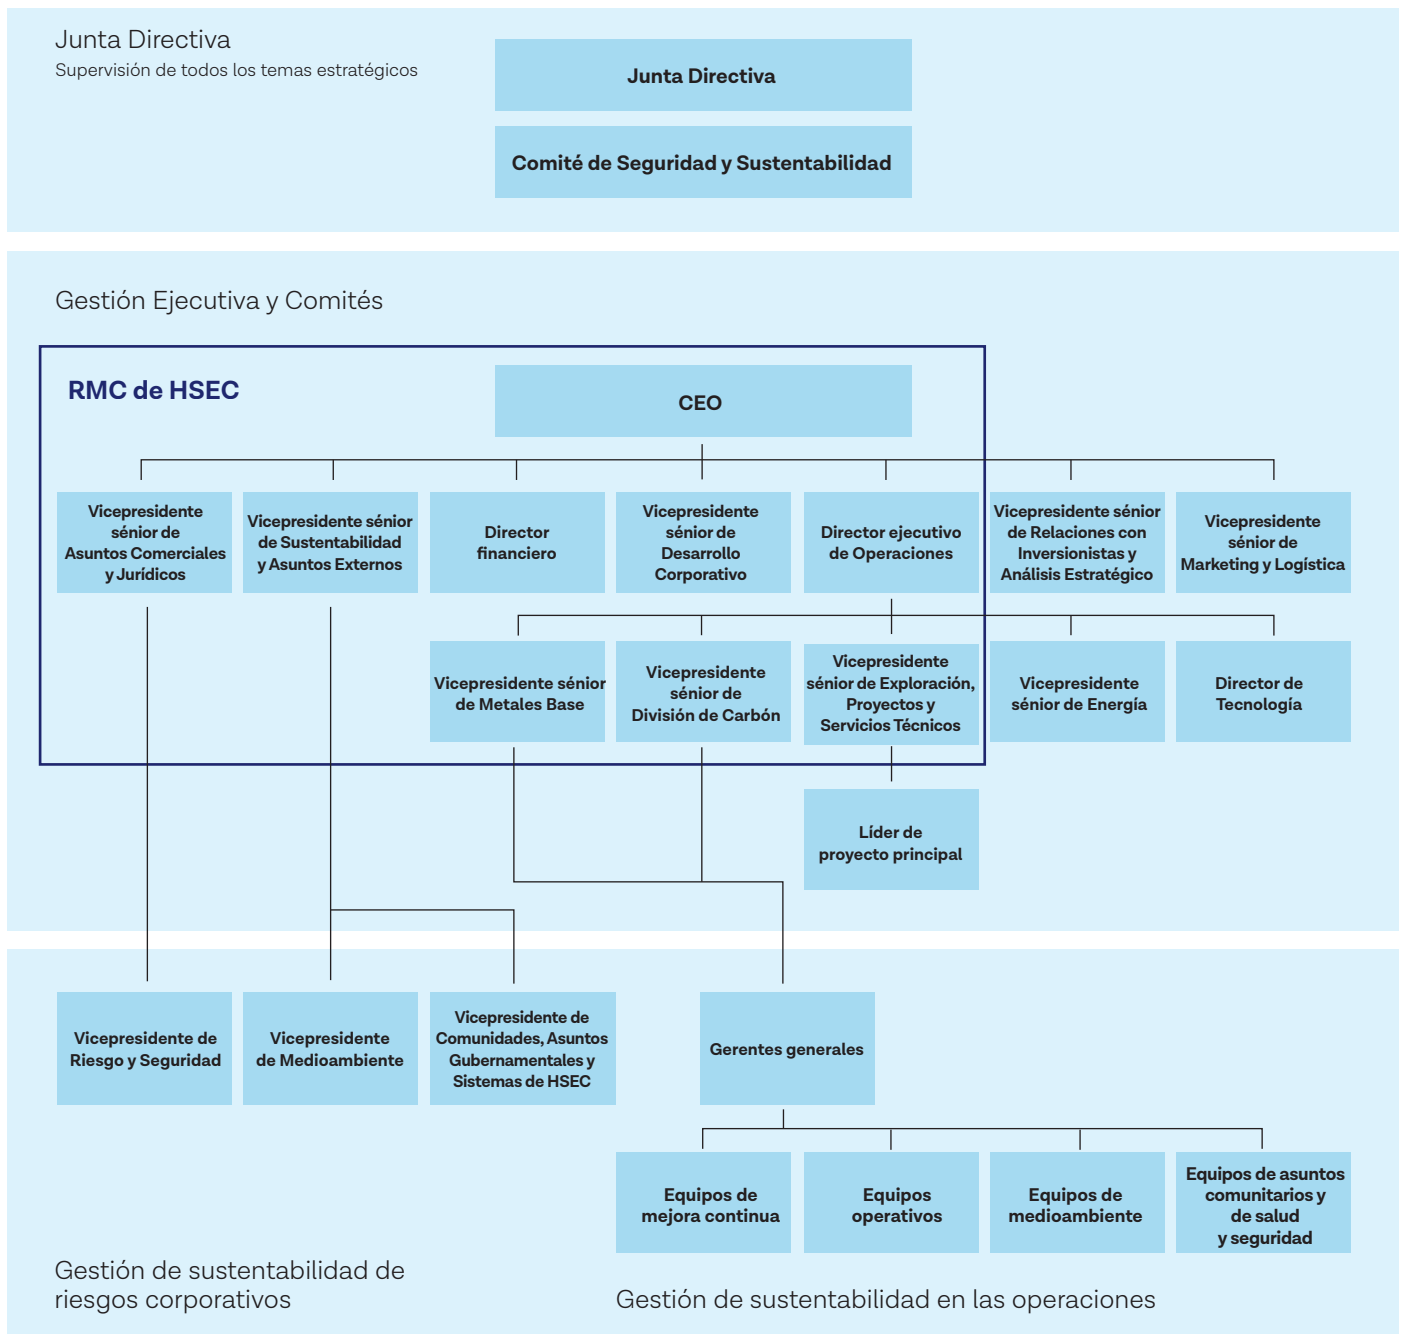 Junta Directiva
Supervisión de todos los temas estratégicos
Junta Directiva
Comité de Seguridad y Sustentabilidad
Gestión Ejecutiva y Comités
RMC de HSEC
CEO
Vicepresidente
sénior de
Asuntos Comerciales
y Jurídicos
Vicepresidente sénior
de Sustentabilidad
y Asuntos Externos
Director
financiero
Vicepresidente
sénior de
Desarrollo
Corporativo
Director ejecutivo
de Operaciones
Vicepresidente sénior
de Relaciones con
Inversionistas y
Análisis Estratégico
Vicepresidente
sénior de
Marketing y Logística
Vicepresidente sénior
de Metales Base
Vicepresidente
sénior de
División de Carbón
Vicepresidente
sénior de Exploración,
Proyectos y
Servicios Técnicos
Vicepresidente
sénior de Energía
Director de
Tecnología
Líder de
proyecto principal
Vicepresidente de
Riesgo y Seguridad
Vicepresidente
de Medioambiente
Vicepresidente de
Comunidades, Asuntos
Gubernamentales y
Sistemas de HSEC
Gerentes generales
Equipos de
mejora continua
Equipos
operativos
Equipos de
medioambiente
Equipos de asuntos
comunitarios y
de salud
y seguridad
Gestión de sustentabilidad de
riesgos corporativos
Gestión de sustentabilidad en las operaciones